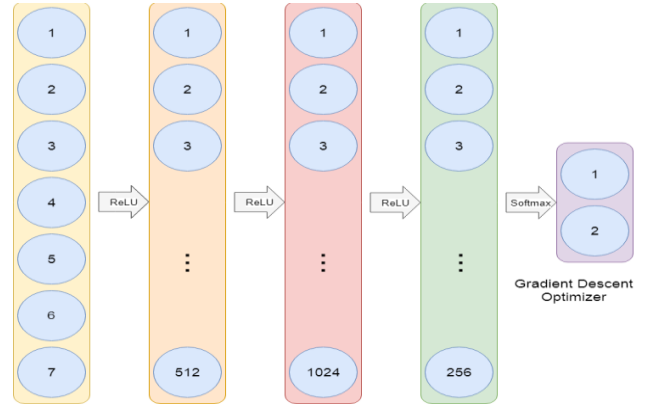 1 1 1 1
2 2 2 2
3 3 3 3
1
4 ReLU ReLU ReLU Softmax
2
5 ⋮ ⋮ ⋮
Gradient Descent
Optimizer
6
7 512 1024 256